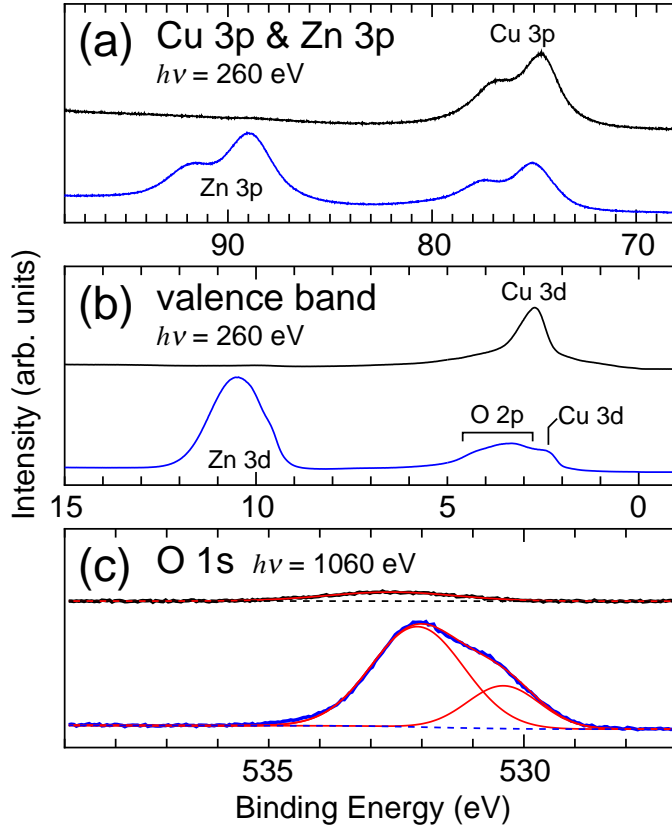 (a) Cu 3p & Zn 3p
hν = 260 eV
Cu 3p
Zn 3p
90 80 70
(b) valence band
hν = 260 eV
Cu 3d
O 2p
Cu 3d
Zn 3d
15 10 5 0
(c) O 1s hν = 1060 eV
535 530
Binding Energy (eV)
Intensity (arb. units)